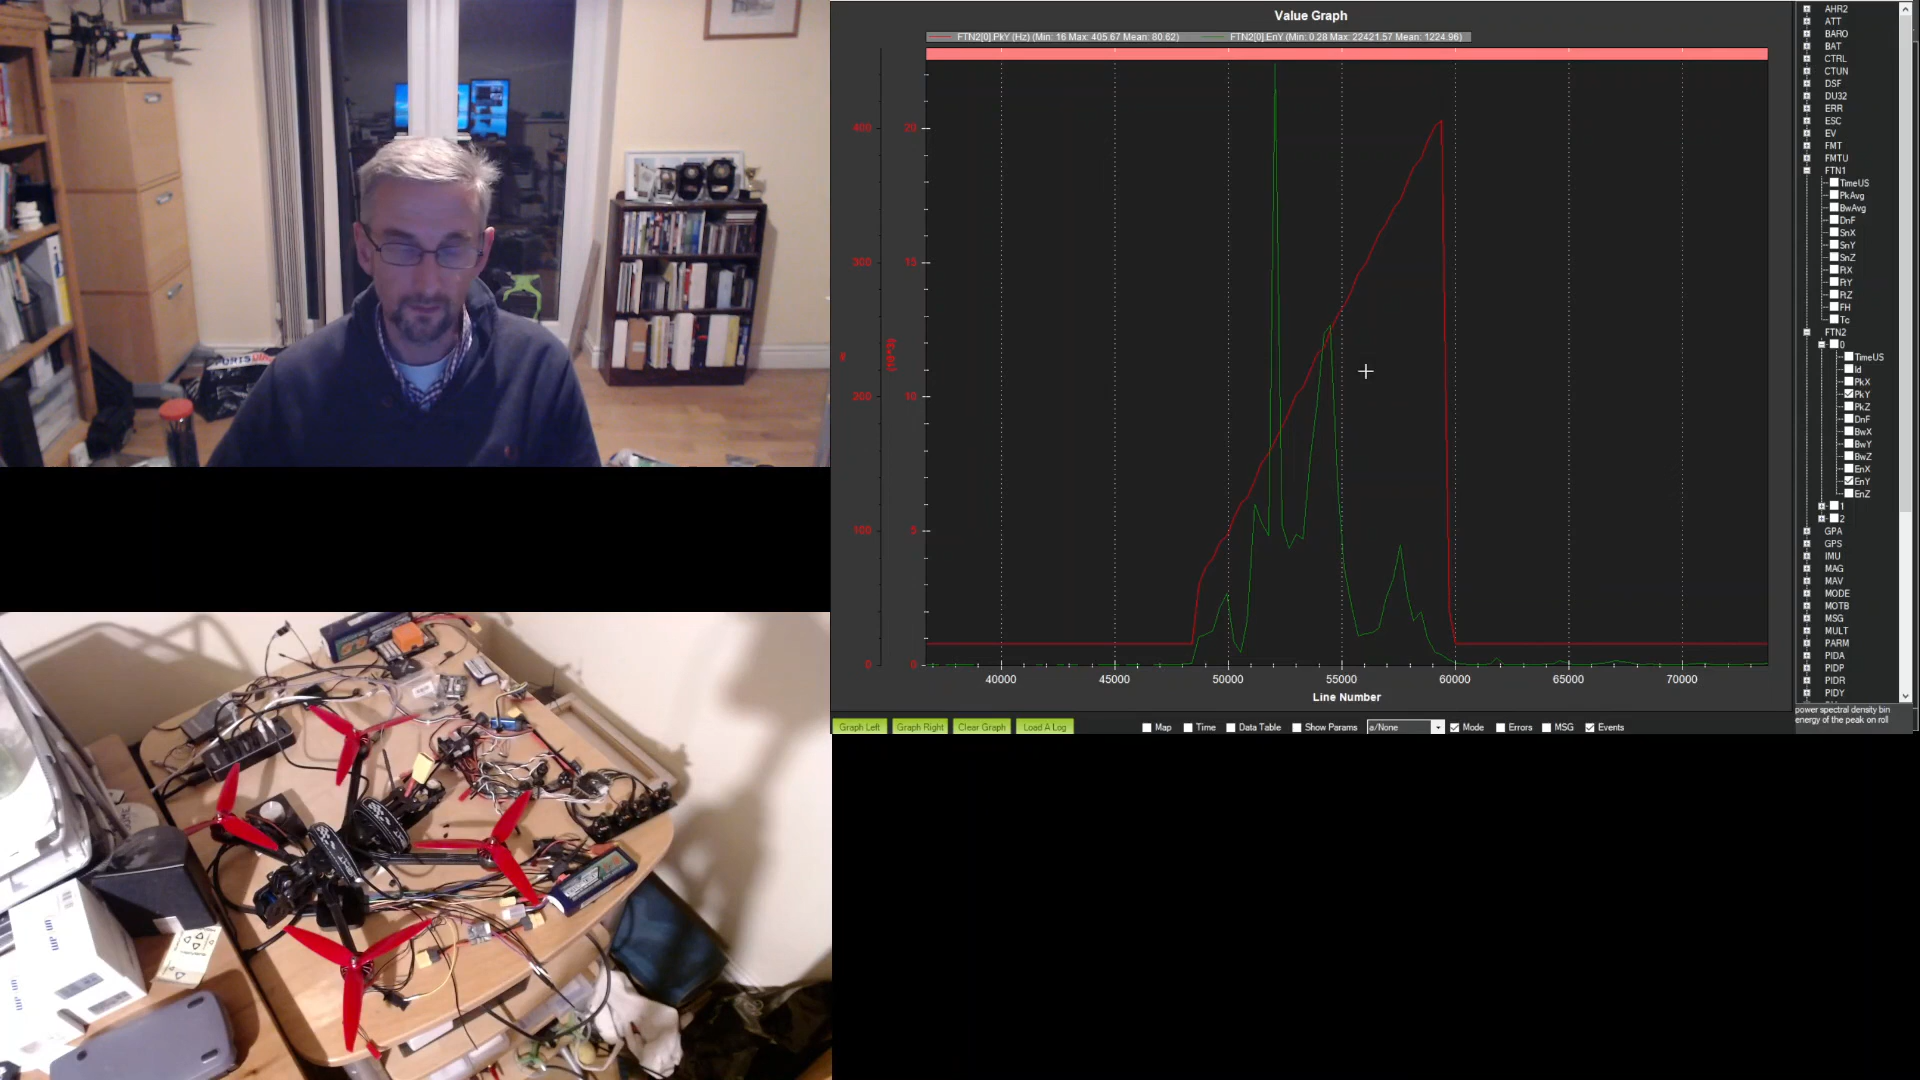 Value Graph
FTN2[0] PkY (Hz) (Min: 16 Max: 405.67 Mean: 80.62)
FTN2[0] EnY (Min: 0.28 Max: 22421.57 Mean: 1224.96)
400
300
200
100
0
20
15
10
5
0
(10^3)
40000
45000
50000
55000
60000
65000
70000
Line Number
Graph Left
Graph Right
Clear Graph
Load A Log
Map
Time
Data Table
Show Params
a/None
Mode
Errors
MSG
Events
AHR2
ATT
BARO
BAT
CTRL
CTUN
DSF
DU32
ERR
ESC
EV
FMT
FMTU
FTN1
TimeUS
PkAvg
BwAvg
DnF
SnX
SnY
SnZ
FtX
FtY
FtZ
FH
Tc
FTN2
0
TimeUS
Id
PkX
PkY
PkZ
DnF
BwX
BwY
BwZ
EnX
EnY
EnZ
1
2
GPA
GPS
IMU
MAG
MAV
MODE
MOTB
MSG
MULT
PARM
PIDA
PIDP
PIDR
PIDY
power spectral density bin
energy of the peak on roll